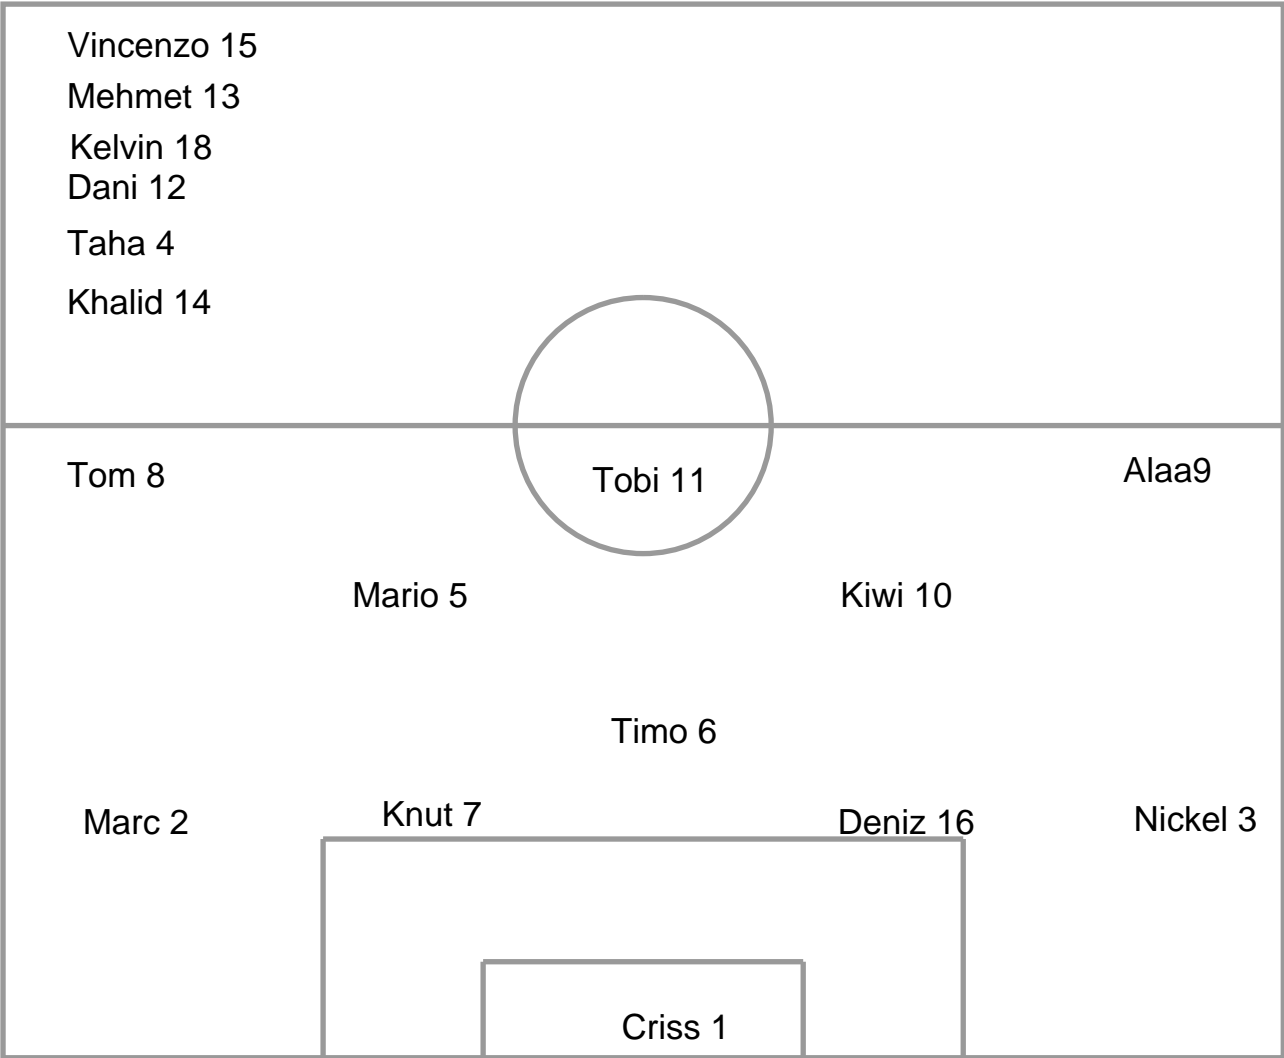 Vincenzo 15
Mehmet 13
Kelvin 18
Dani 12
Taha 4
Khalid 14
Tom 8
Tobi 11
Alaa9
Mario 5
Kiwi 10
Timo 6
Marc 2
Knut 7
Deniz 16
Nickel 3
Criss 1